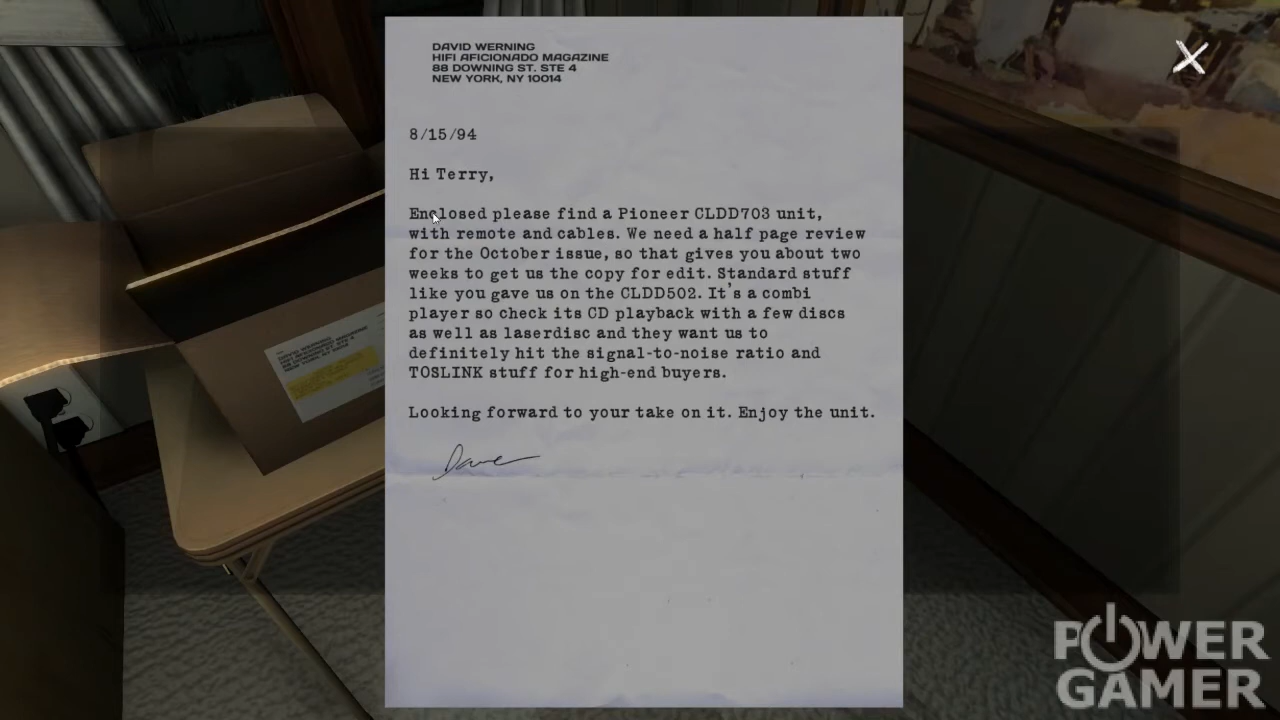 DAVID WERNING
HIFI AFICIONADO MAGAZINE
88 DOWNING ST. STE 4
NEW YORK, NY 10014
8/15/94
Hi Terry,
Enclosed please find a Pioneer CLDD703 unit,
with remote and cables. We need a half page review
for the October issue, so that gives you about two
weeks to get us the copy for edit. Standard stuff
like you gave us on the CLDD502. It's a combi
player so check its CD playback with a few discs
as well as laserdisc and they want us to
definitely hit the signal-to-noise ratio and
TOSLINK stuff for high-end buyers.
Looking forward to your take on it. Enjoy the unit.
Dave
POWER
GAMER